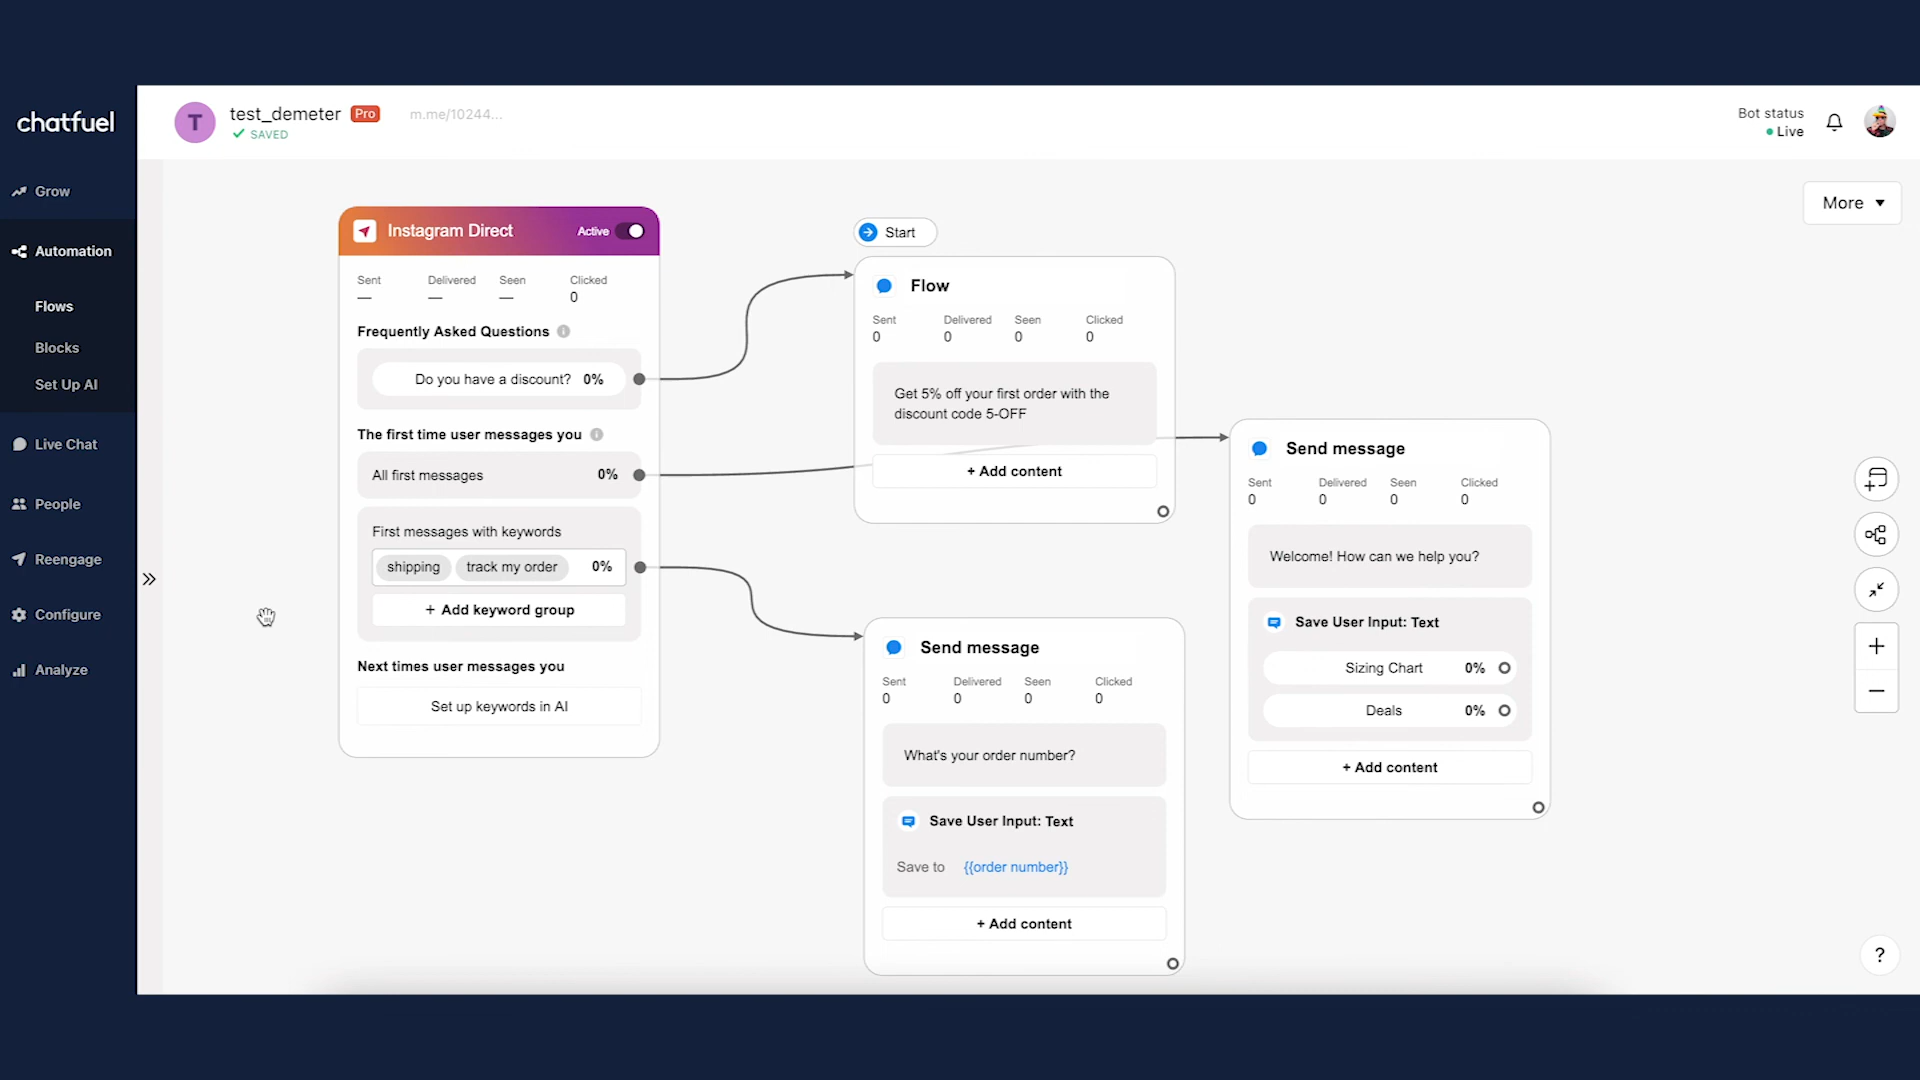 chatfuel
Grow
Automation
Flows
Blocks
Set Up AI
Live Chat
People
Reengage
Configure
Analyze
T
test_demeter Pro
SAVED
m.me/10244...
Bot status
Live
More
Instagram Direct
Active
Sent Delivered Seen Clicked
— — — 0
Frequently Asked Questions
Do you have a discount? 0%
The first time user messages you
All first messages 0%
First messages with keywords
shipping track my order 0%
+ Add keyword group
Next times user messages you
Set up keywords in AI
Start
Flow
Sent Delivered Seen Clicked
0 0 0 0
Get 5% off your first order with the
discount code 5-OFF
+ Add content
Send message
Sent Delivered Seen Clicked
0 0 0 0
What's your order number?
Save User Input: Text
Save to {{order number}}
+ Add content
Send message
Sent Delivered Seen Clicked
0 0 0 0
Welcome! How can we help you?
Save User Input: Text
Sizing Chart 0%
Deals 0%
+ Add content
?